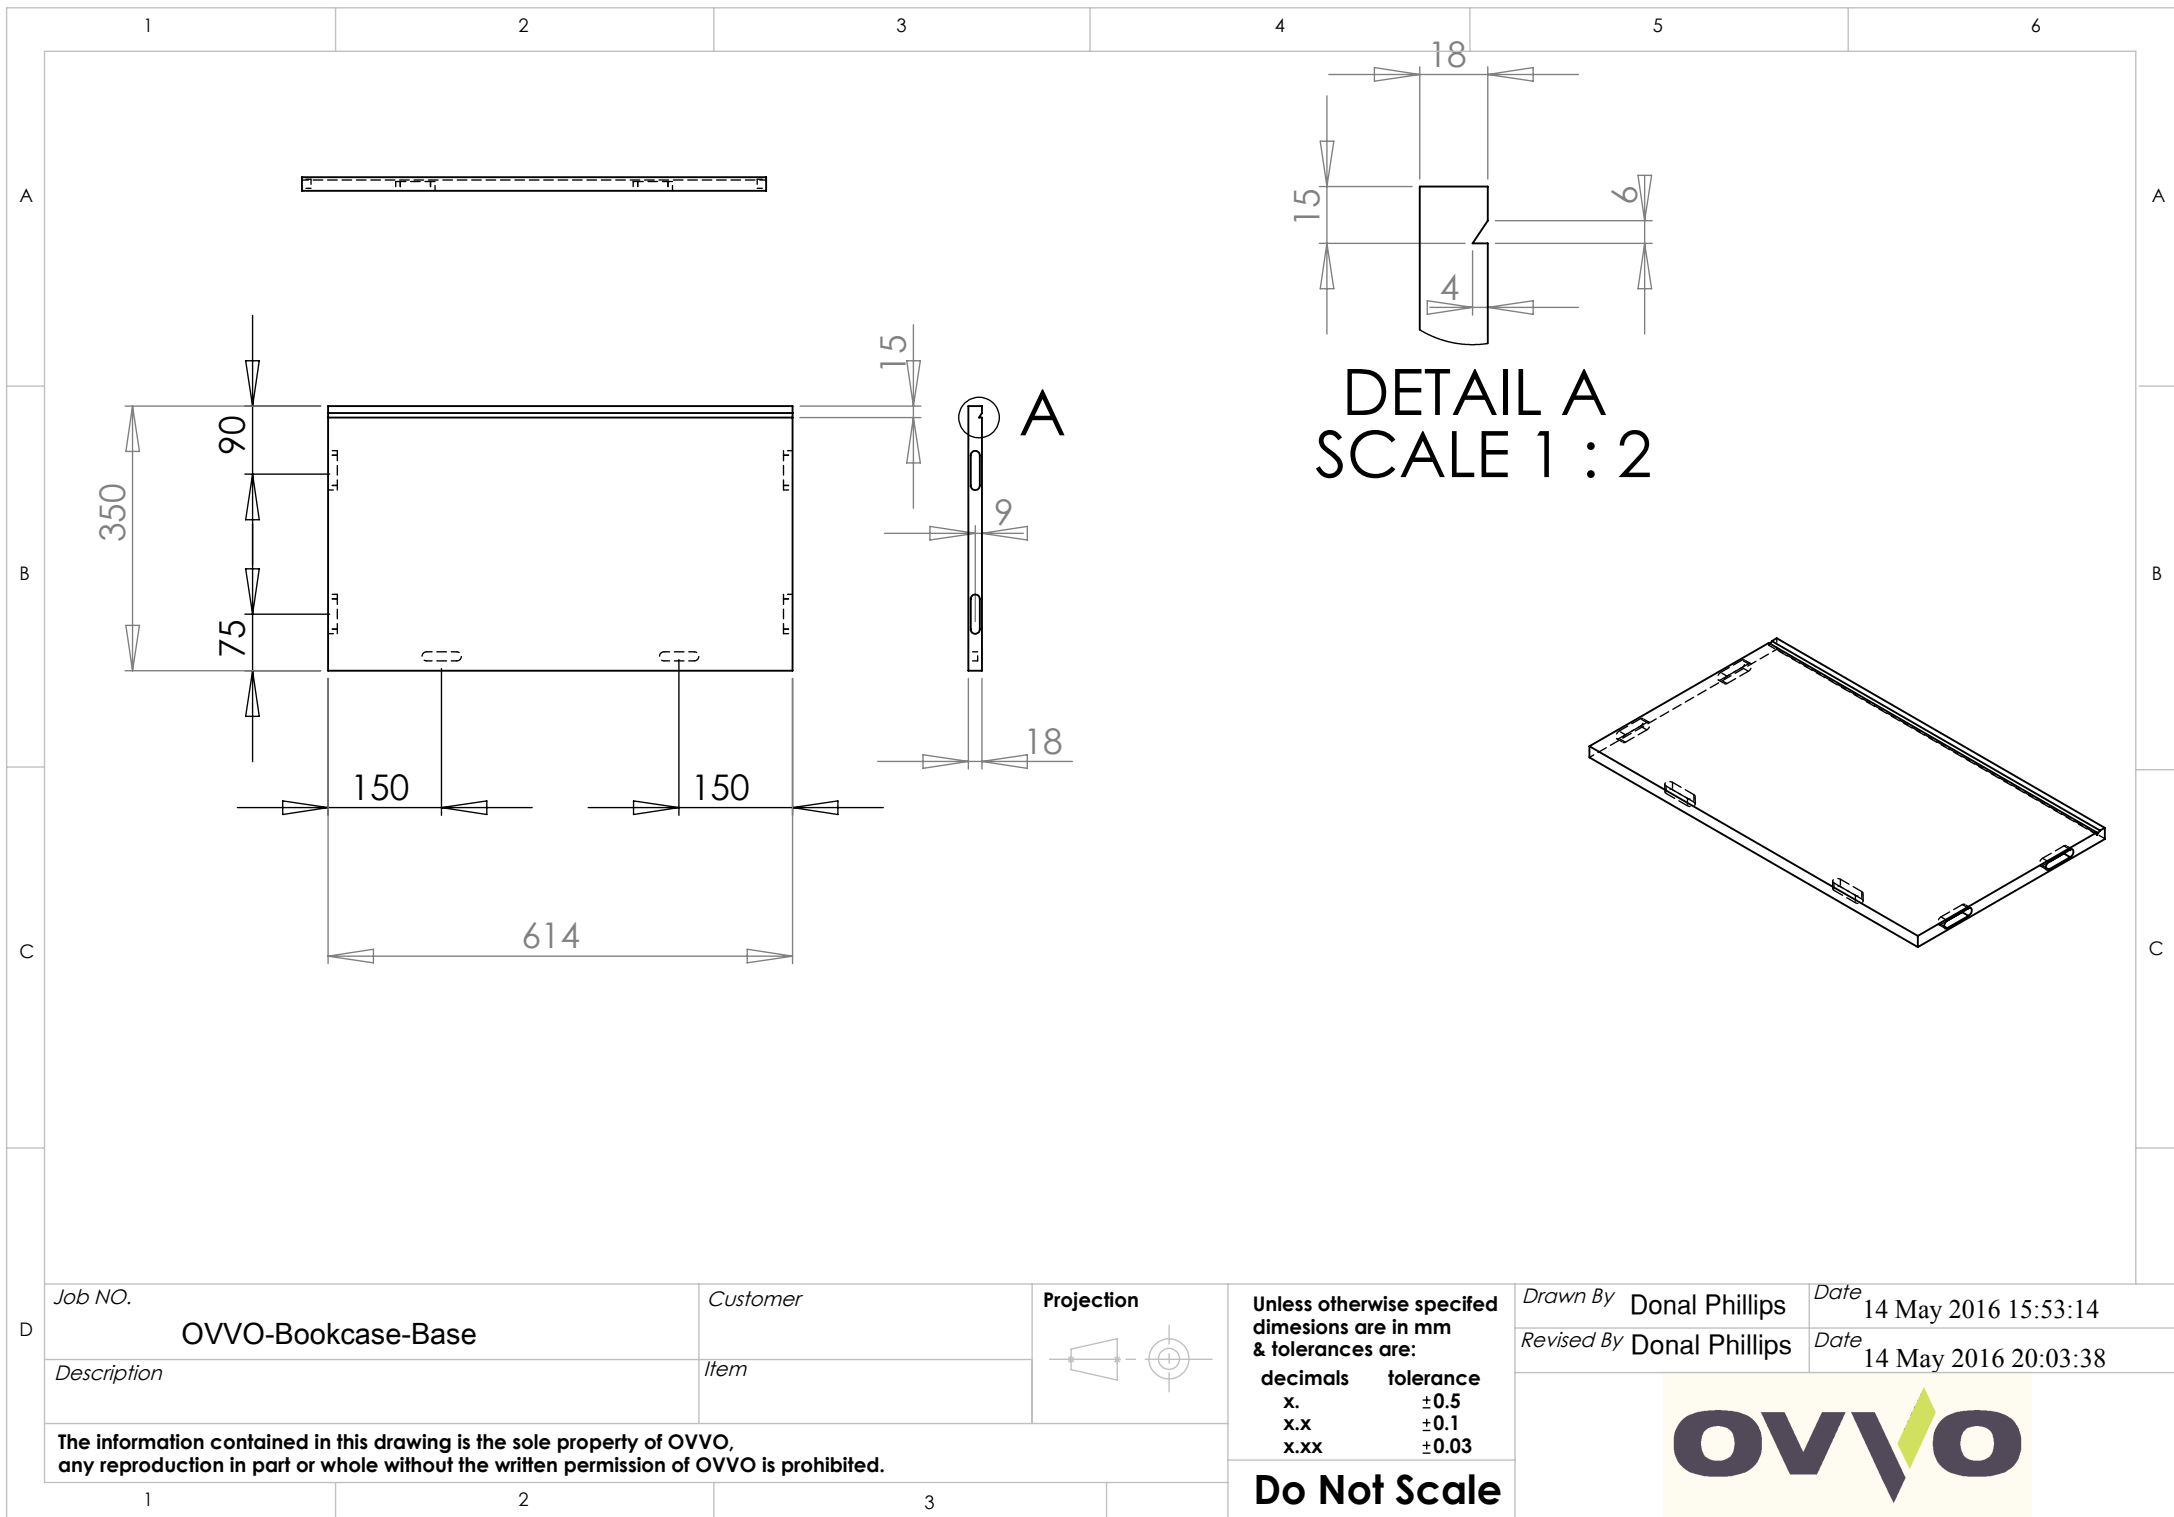 1 2 3 4 5 6
18
A A
15
6
4
DETAIL A
SCALE 1 : 2
15
A
90
350
9
B B
75
18
150 150
614
C C
Job NO.
OVVO-Bookcase-Base
Customer
Projection
Unless otherwise specifed
dimesions are in mm
& tolerances are:
decimals tolerance
x. ±0.5
x.x ±0.1
x.xx ±0.03
Do Not Scale
Drawn By Donal Phillips
Date 14 May 2016 15:53:14
Revised By Donal Phillips
Date 14 May 2016 20:03:38
D
Description
Item
The information contained in this drawing is the sole property of OVVO,
any reproduction in part or whole without the written permission of OVVO is prohibited.
OVVO
1 2 3